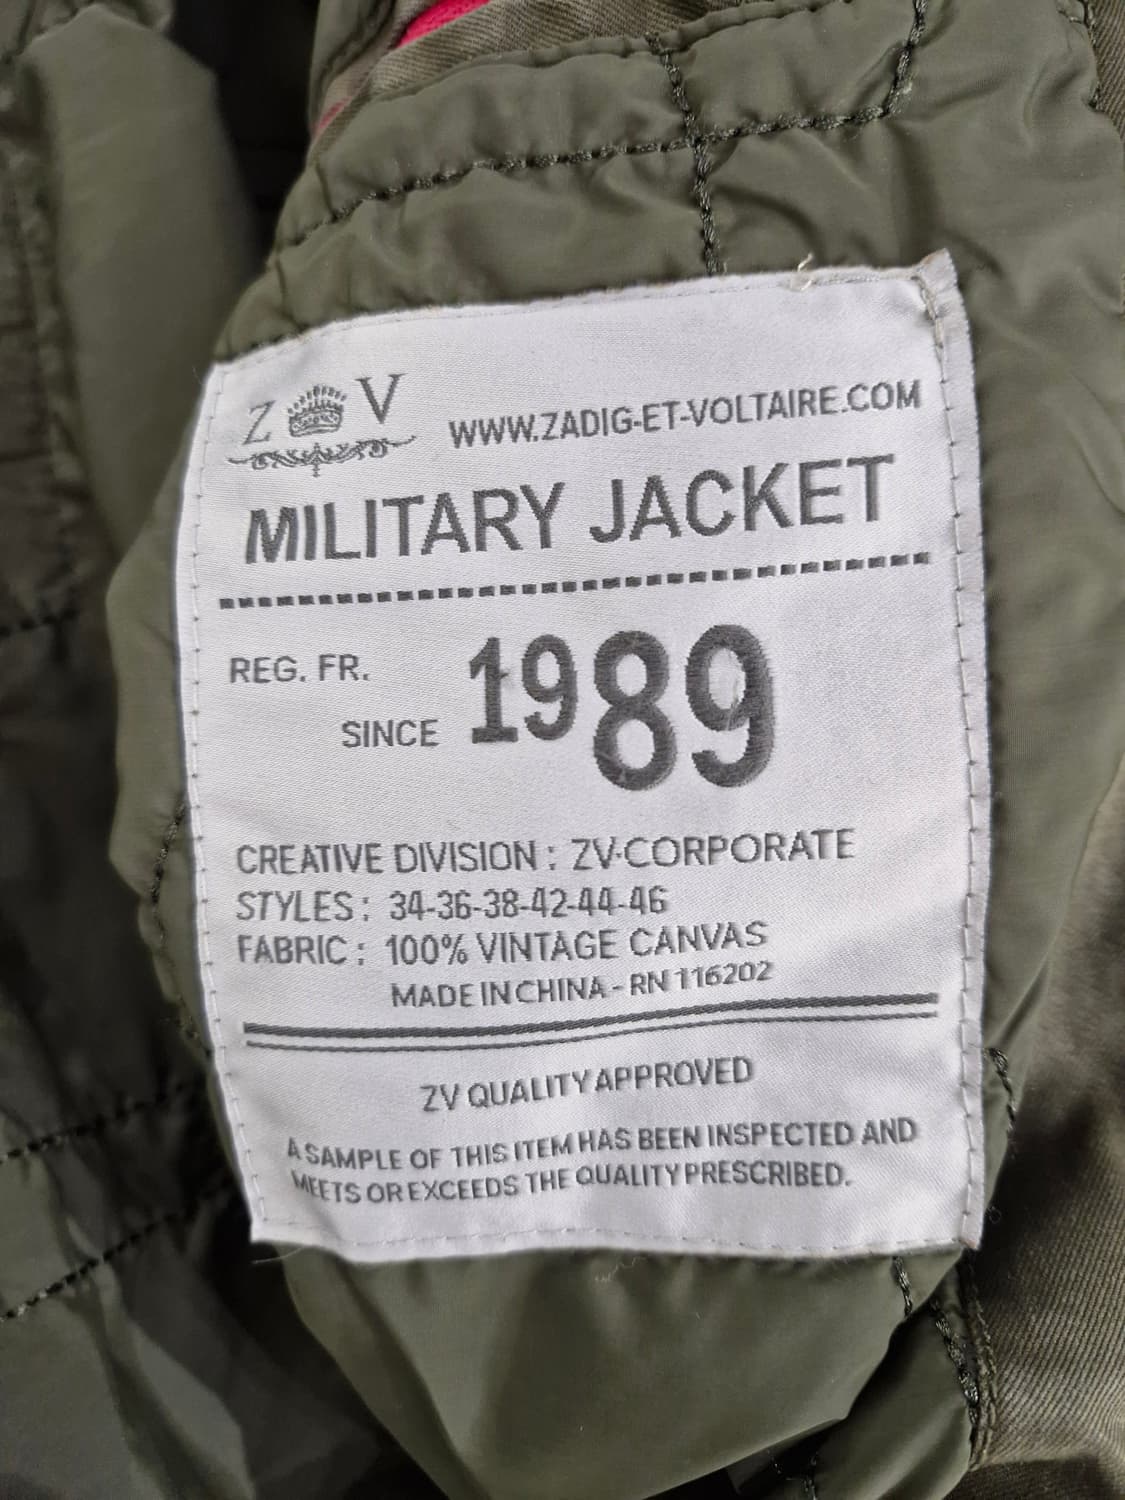 Z V
WWW.ZADIG-ET-VOLTAIRE.COM
MILITARY JACKET
REG. FR.
SINCE 1989
CREATIVE DIVISION : ZV-CORPORATE
STYLES : 34-36-38-42-44-46
FABRIC : 100% VINTAGE CANVAS
MADE IN CHINA - RN 116202
ZV QUALITY APPROVED
A SAMPLE OF THIS ITEM HAS BEEN INSPECTED AND
MEETS OR EXCEEDS THE QUALITY PRESCRIBED.